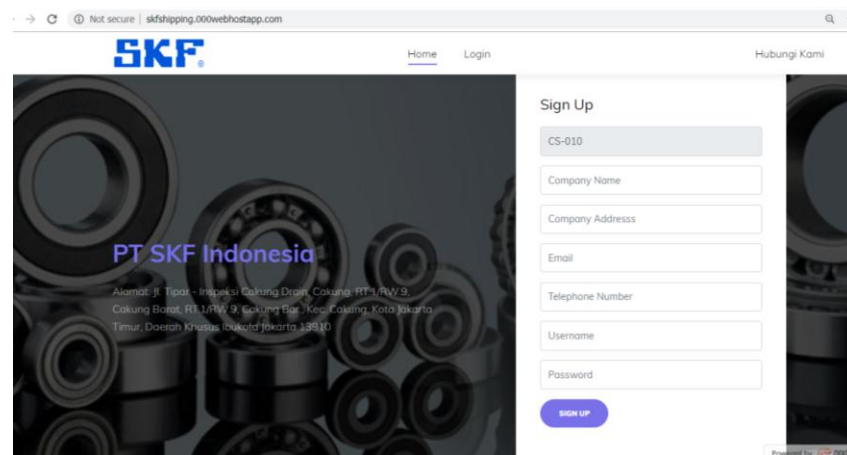 Not secure | skfshipping.000webhostapp.com
SKF®
Home Login Hubungi Kami
Sign Up
CS-010
Company Name
Company Addresss
Email
Telephone Number
Username
Password
SIGN UP
PT SKF Indonesia
Alamat: Jl. Tipar - Inspeksi Cakung Drain, Cakung, RT.1/RW.9,
Cakung Barat, RT.1/RW.9, Cakung Bar., Kec. Cakung, Kota Jakarta
Timur, Daerah Khusus Ibukota Jakarta 13910
Powered by 000